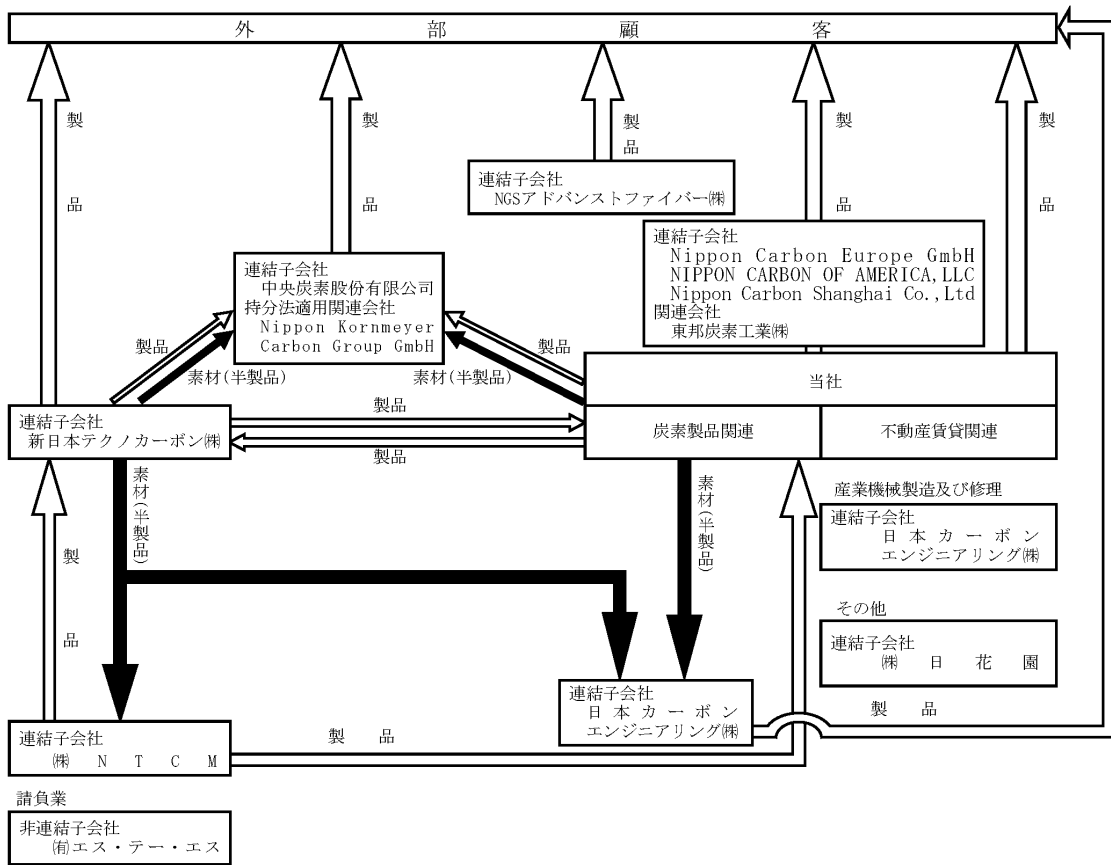 外部顧客
製品
製品
製品
製品
製品
連結子会社
NGSアドバンストファイバー㈱
連結子会社
Nippon Carbon Europe GmbH
NIPPON CARBON OF AMERICA,LLC
Nippon Carbon Shanghai Co.,Ltd
関連会社
東邦炭素工業㈱
連結子会社
中央炭素股份有限公司
持分法適用関連会社
Nippon Kornmeyer
Carbon Group GmbH
製品
素材(半製品)
製品
素材(半製品)
当社
炭素製品関連
不動産賃貸関連
連結子会社
新日本テクノカーボン㈱
製品
製品
素材(半製品)
素材(半製品)
産業機械製造及び修理
連結子会社
日本カーボン
エンジニアリング㈱
製品
その他
連結子会社
㈱日花園
連結子会社
日本カーボン
エンジニアリング㈱
製品
連結子会社
㈱NTCM
製品
請負業
非連結子会社
㈲エス・テー・エス